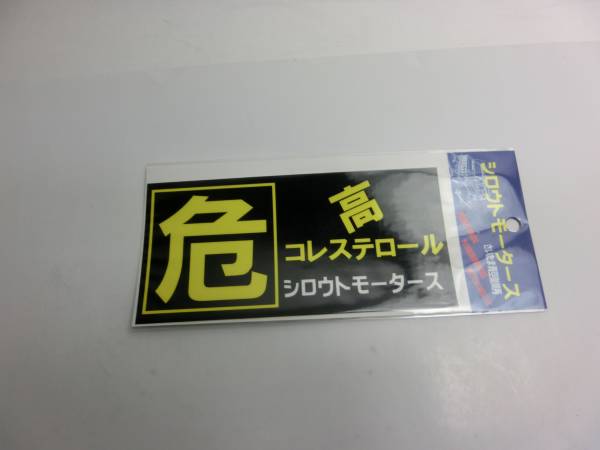 危
高
コレステロール
シロウトモータース
シロウトモータース